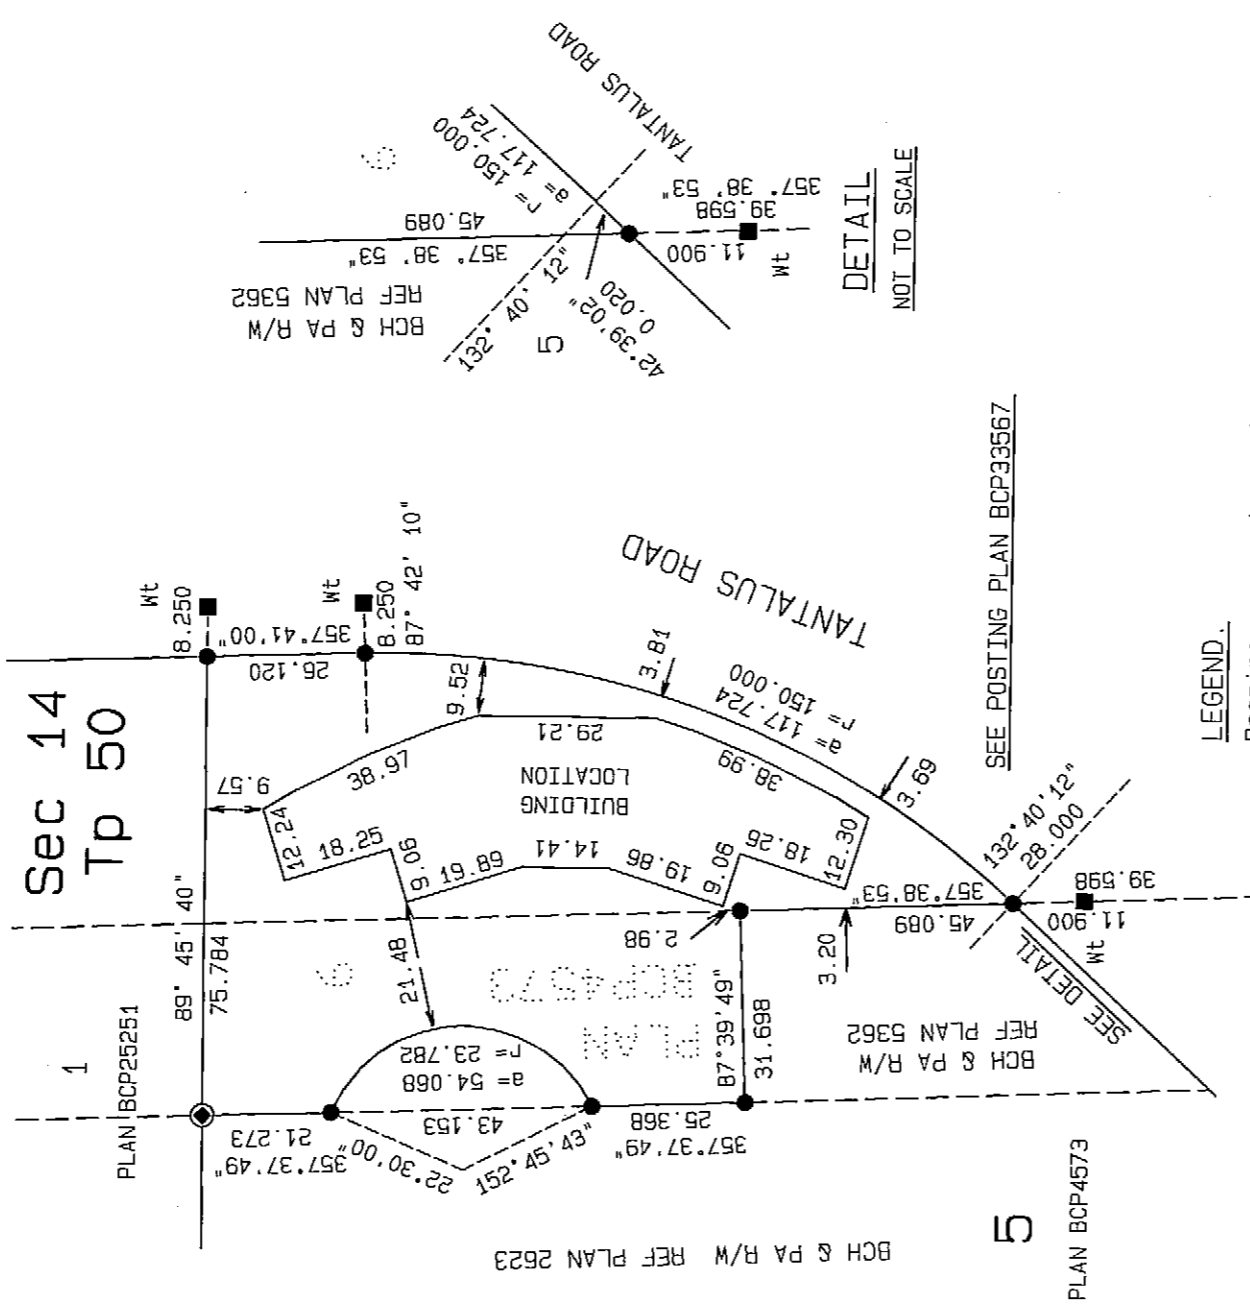 Sec 14
Tp 50
1
PLAN BCP25251
89° 45' 40"
75.784
9.57
Wt
8.250
26.120
357°41'00"
Wt
8.250
87° 42' 10"
9.52
38.97
12.24
18.25
9.06
19.89
14.41
29.21
BUILDING
LOCATION
38.99
19.86
9.06
18.26
12.30
3.81
a= 117.724
r= 150.000
TANTALUS ROAD
3.69
21.48
2.98
3.20
6
PLAN
BCP45773
r = 23.782
a = 54.068
43.153
21.273
357°37'49"
22°30'00"
152°45'43"
25.368
357°37'49"
87°39'49"
31.698
45.089
357°38'53"
132°40'12"
28.000
11.900
39.598
Wt
SEE DETAIL
BCH & PA R/W
REF PLAN 5362
BCH & PA R/W REF PLAN 2623
5
PLAN BCP4573
SEE POSTING PLAN BCP33567
LEGEND.
TANTALUS ROAD
6
r= 150.000
a= 117.724
45.089
357° 38' 53"
BCH & PA R/W
REF PLAN 5362
132° 40' 12"
5
42°39'02"
0.020
11.900
39.598
357° 38' 53"
Wt
DETAIL
NOT TO SCALE